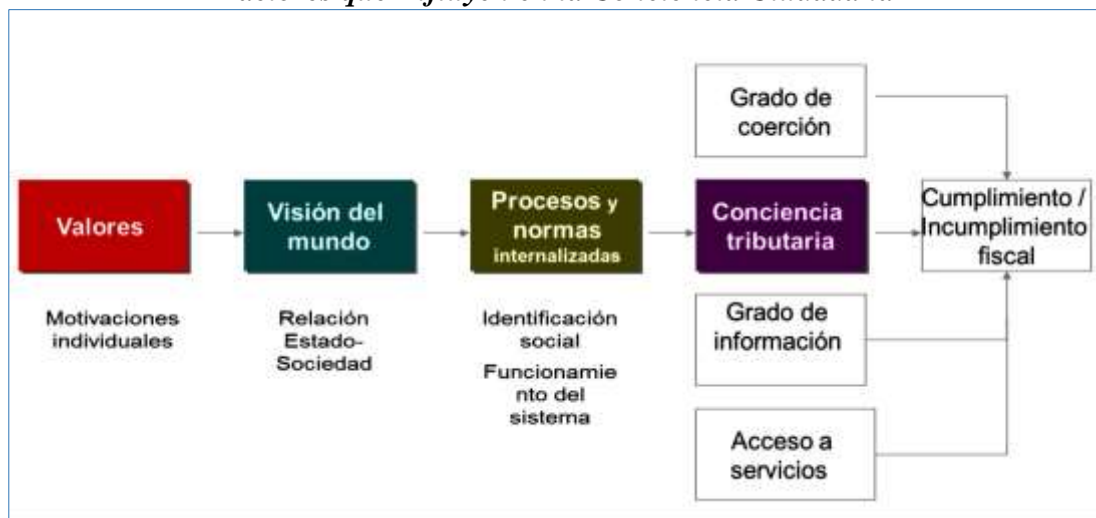 Grado de
coerción
Valores
Visión del
mundo
Procesos y
normas
internalizadas
Conciencia
tributaria
Cumplimiento /
Incumplimiento
fiscal
Motivaciones
individuales
Relación
Estado-
Sociedad
Identificación
social
Funcionamie
nto del
sistema
Grado de
información
Acceso a
servicios